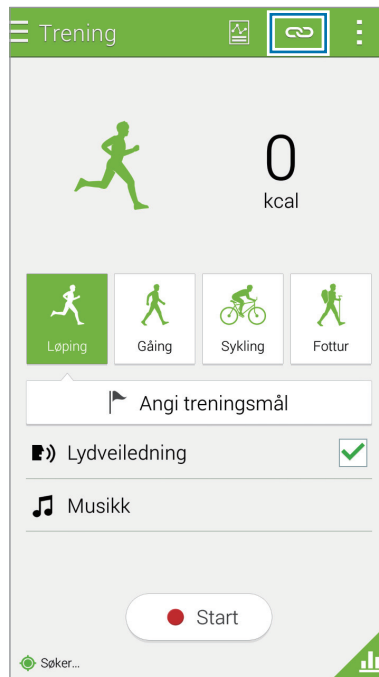 Trening
0
kcal
Løping Gåing Sykling Fottur
Angi treningsmål
Lydveiledning
Musikk
Start
Søker...